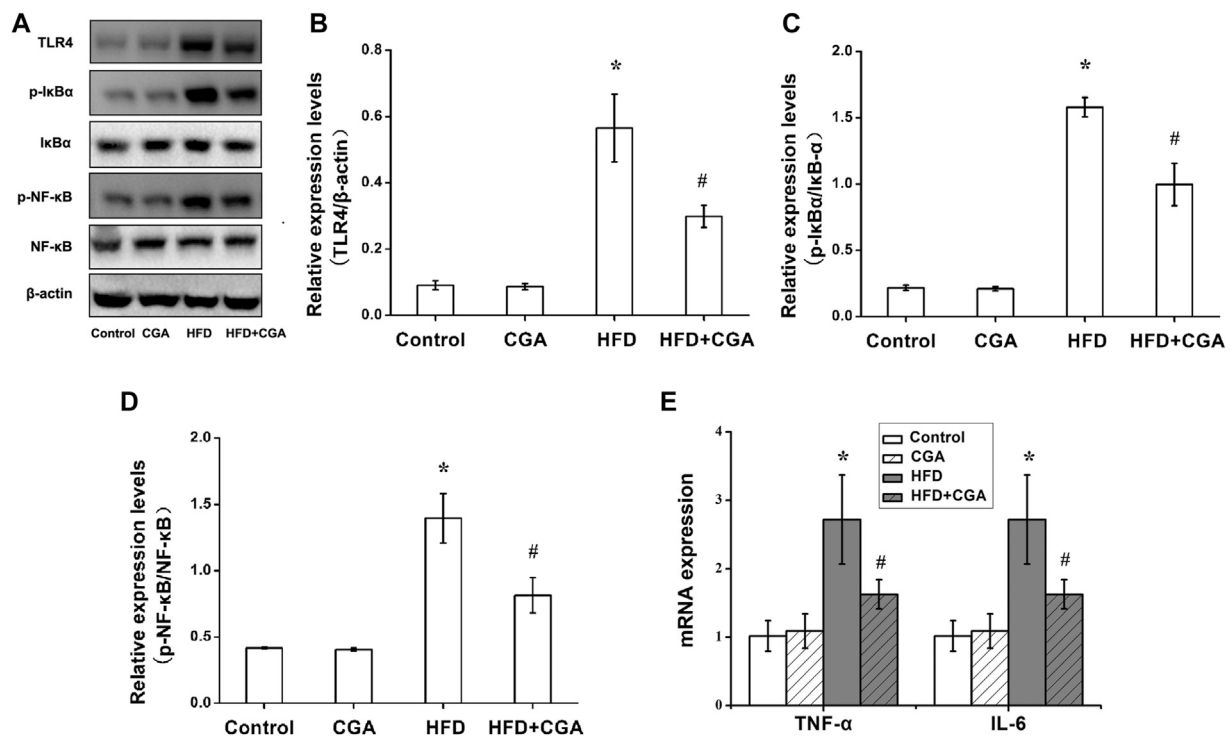 A
TLR4
p-IκBα
IκBα
p-NF-κB
NF-κB
β-actin
Control CGA HFD HFD+CGA
B
Relative expression levels
(TLR4/β-actin)
0.8
0.6
0.4
0.2
0.0
*
#
Control CGA HFD HFD+CGA
C
Relative expression levels
(p-IκBα/IκB-α)
2.0
1.5
1.0
0.5
0.0
*
#
Control CGA HFD HFD+CGA
D
Relative expression levels
(p-NF-κB/NF-κB)
2.0
1.5
1.0
0.5
0.0
*
#
Control CGA HFD HFD+CGA
E
mRNA expression
4
3
2
1
0
Control
CGA
HFD
HFD+CGA
*
#
*
#
TNF-α IL-6